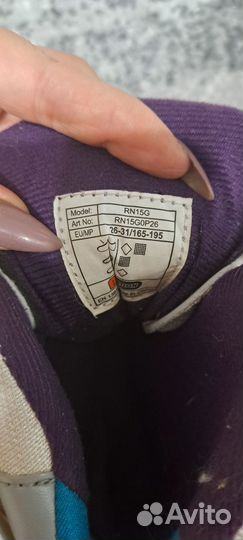 Model: RN15G
Art No: RN15G0P26
EU/MP 26-31/165-195
Avito